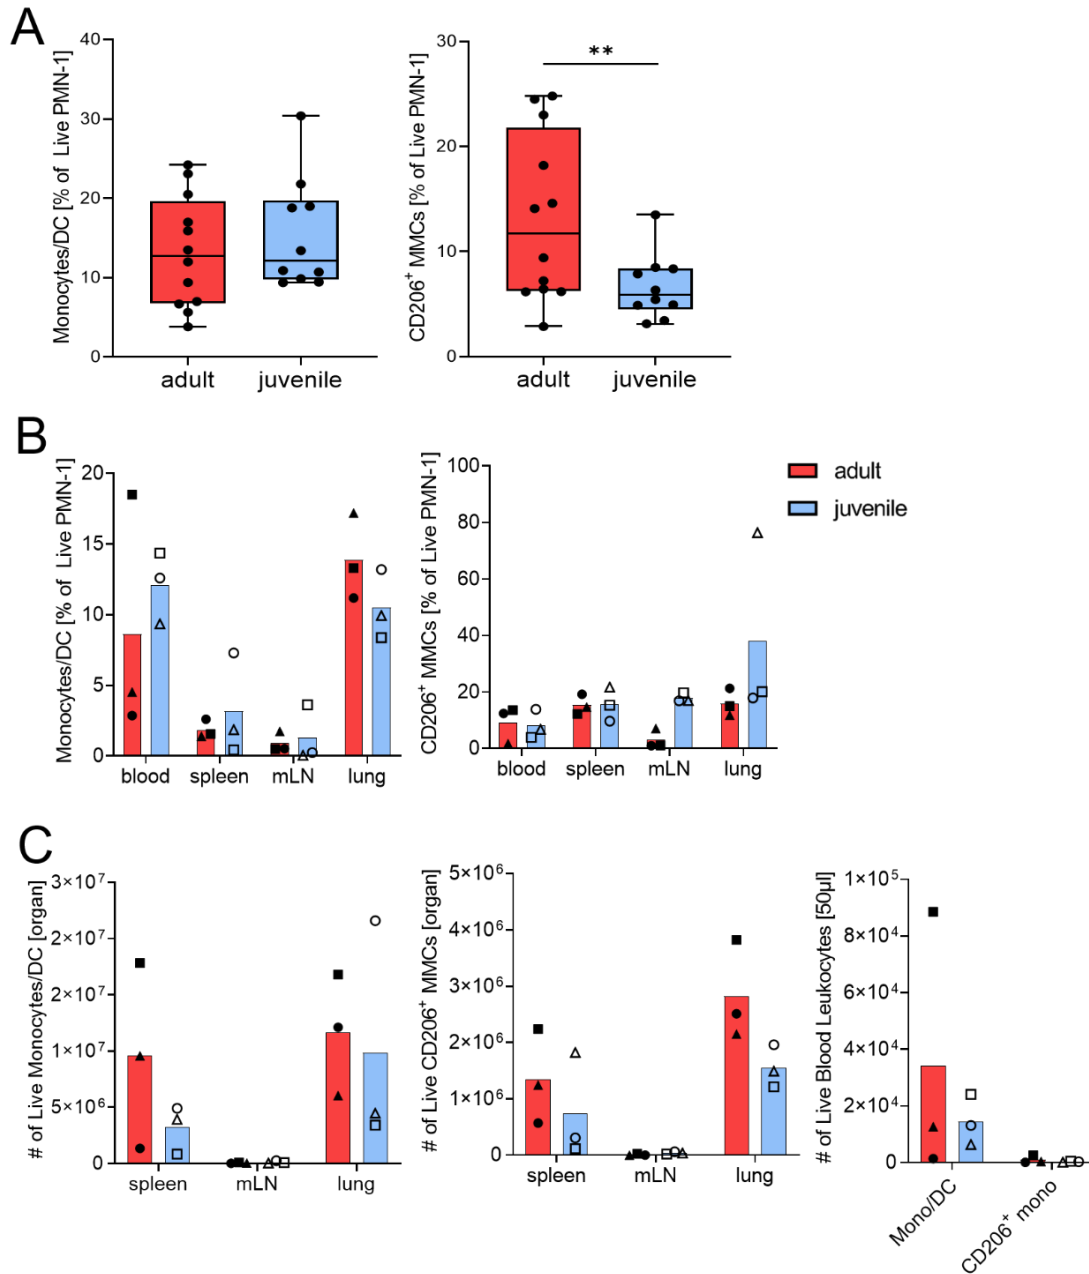 A
Monocytes/DC [% of Live PMN-1]
40
30
20
10
0
adult
juvenile
CD206⁺ MMCs [% of Live PMN-1]
30
20
10
0
**
adult
juvenile
B
Monocytes/DC [% of Live PMN-1]
20
15
10
5
0
blood
spleen
mLN
lung
CD206⁺ MMCs [% of Live PMN-1]
100
80
60
40
20
0
blood
spleen
mLN
lung
adult
juvenile
C
# of Live Monocytes/DC [organ]
3×10⁷
2×10⁷
2×10⁷
1×10⁷
5×10⁶
0
spleen
mLN
lung
# of Live CD206⁺ MMCs [organ]
5×10⁶
4×10⁶
3×10⁶
2×10⁶
1×10⁶
0
spleen
mLN
lung
# of Live Blood Leukocytes [50µl]
1×10⁵
8×10⁴
6×10⁴
4×10⁴
2×10⁴
0
Mono/DC
CD206⁺ mono